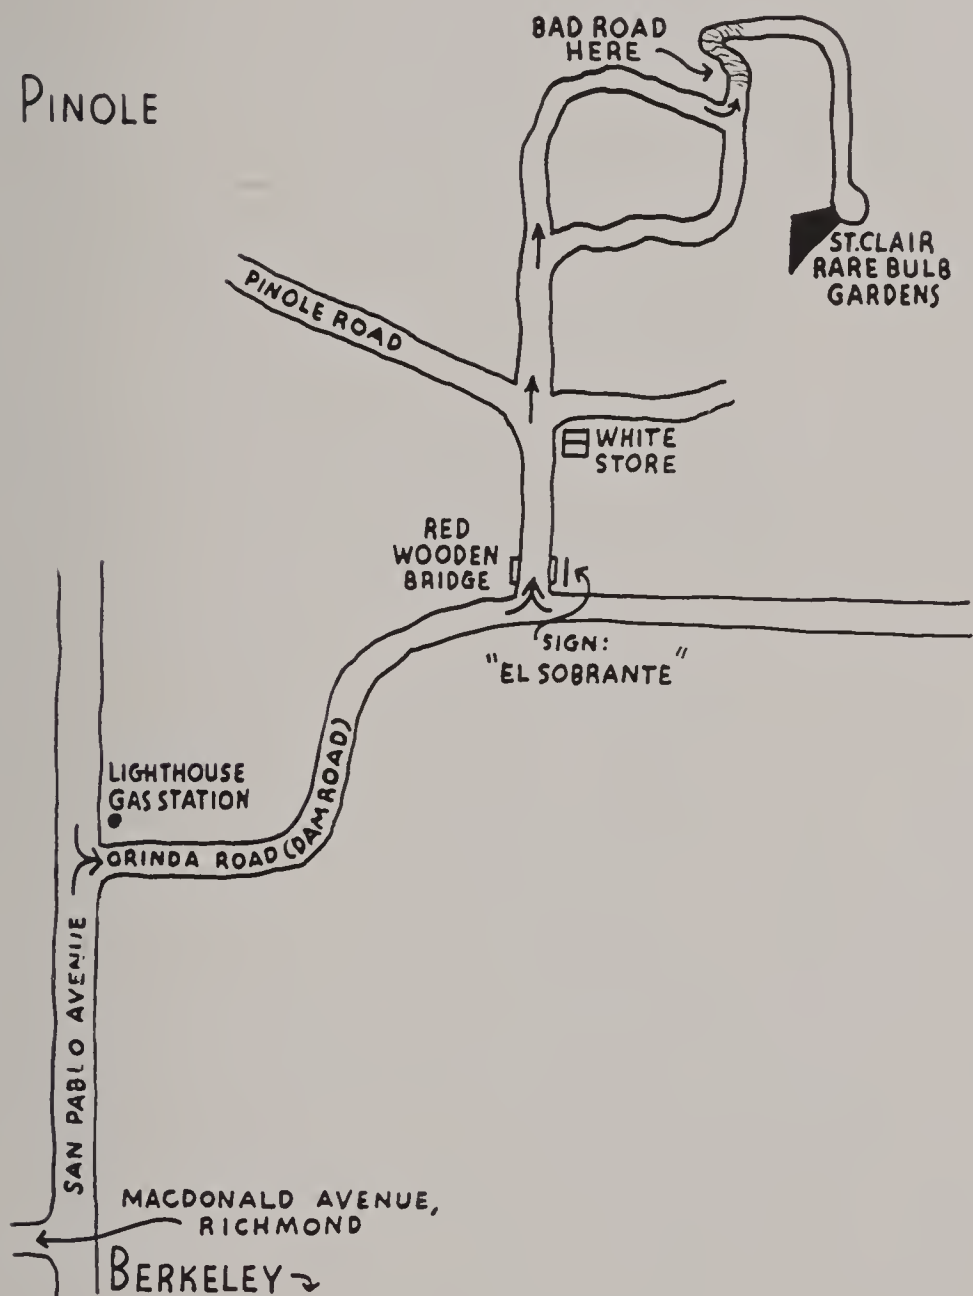 BAD ROAD
HERE
PINOLE
ST. CLAIR
RARE BULB
GARDENS
PINOLE ROAD
WHITE
STORE
RED
WOODEN
BRIDGE
SIGN:
"EL SOBRANTE"
LIGHTHOUSE
GAS STATION
ORINDA ROAD (DAM ROAD)
SAN PABLO AVENUE
MACDONALD AVENUE,
RICHMOND
BERKELEY